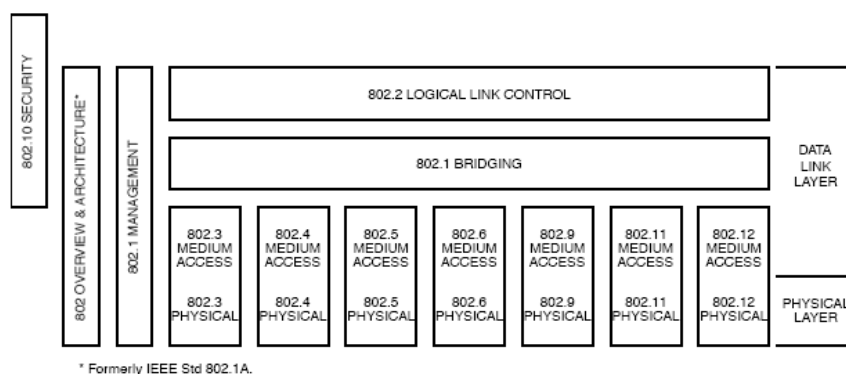 802.10 SECURITY
802 OVERVIEW & ARCHITECTURE*
802.1 MANAGEMENT
802.2 LOGICAL LINK CONTROL
802.1 BRIDGING
DATA
LINK
LAYER
802.3
MEDIUM
ACCESS
802.3
PHYSICAL
802.4
MEDIUM
ACCESS
802.4
PHYSICAL
802.5
MEDIUM
ACCESS
802.5
PHYSICAL
802.6
MEDIUM
ACCESS
802.6
PHYSICAL
802.9
MEDIUM
ACCESS
802.9
PHYSICAL
802.11
MEDIUM
ACCESS
802.11
PHYSICAL
802.12
MEDIUM
ACCESS
802.12
PHYSICAL
PHYSICAL
LAYER
* Formerly IEEE Std 802.1A.